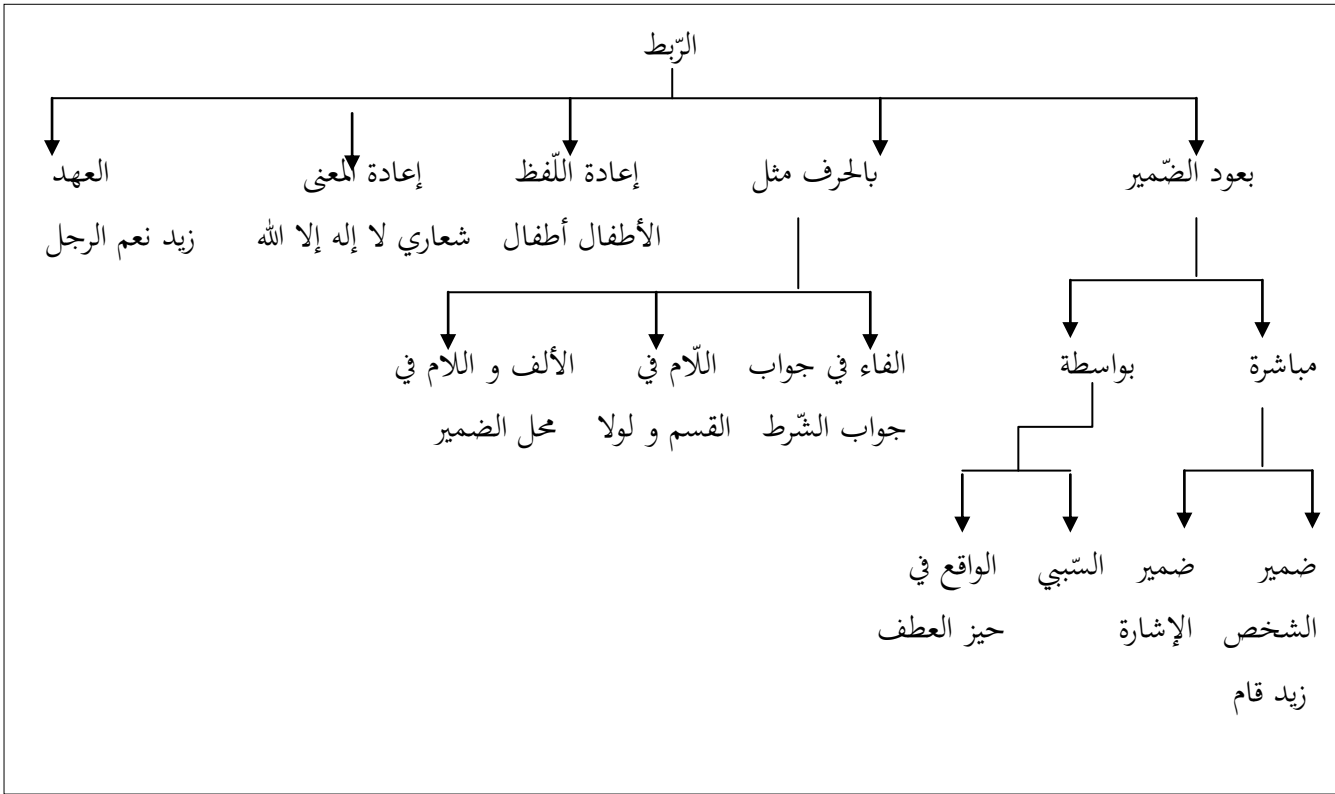 الرّبط
بعود الضّمير بالحرف مثل إعادة اللّفظ إعادة المعنى العهد
الأطفال أطفال شعاري لا إله إلا الله زيد نعم الرجل
مباشرة بواسطة الفاء في جواب اللّام في الألف و اللام في
جواب الشّرط القسم و لولا محل الضمير
ضمير ضمير السّببي الواقع في
الشخص الإشارة حيز العطف
زيد قام